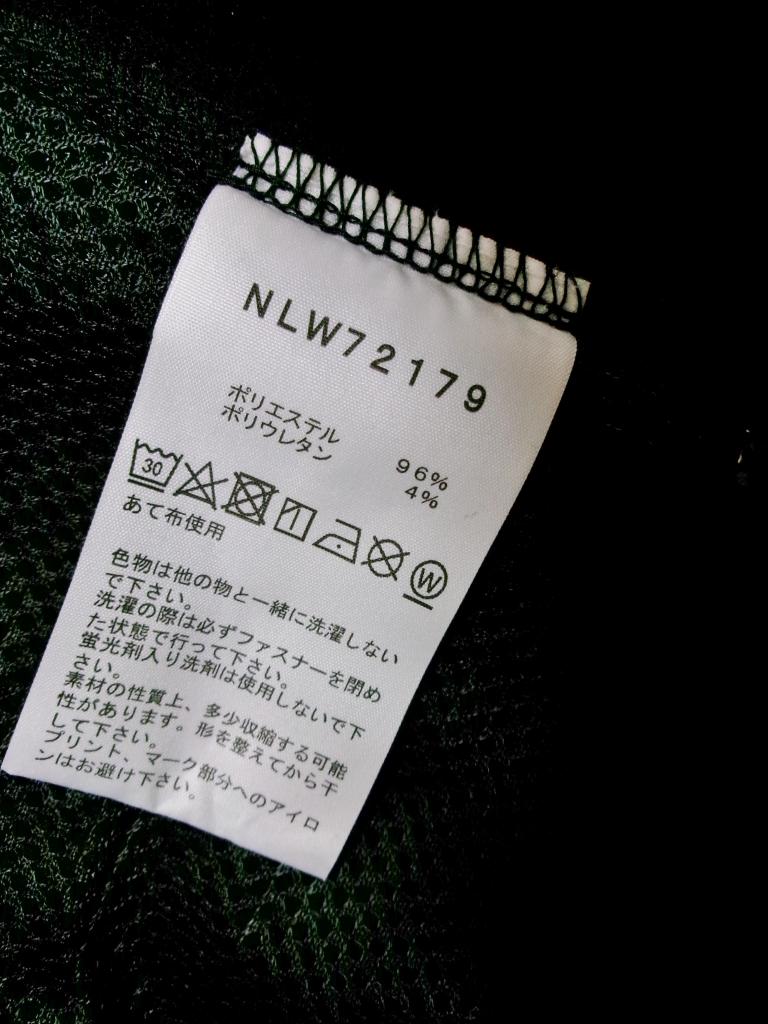 NLW72179
ポリエステル 96%
ポリウレタン 4%
30
W
あて布使用
色物は他の物と一緒に洗濯しない
で下さい。
洗濯の際は必ずファスナーを閉め
た状態で行って下さい。
蛍光剤入り洗剤は使用しないで下
さい。
素材の性質上、多少収縮する可能
性があります。形を整えてから干
して下さい。
プリント、マーク部分へのアイロ
ンはお避け下さい。